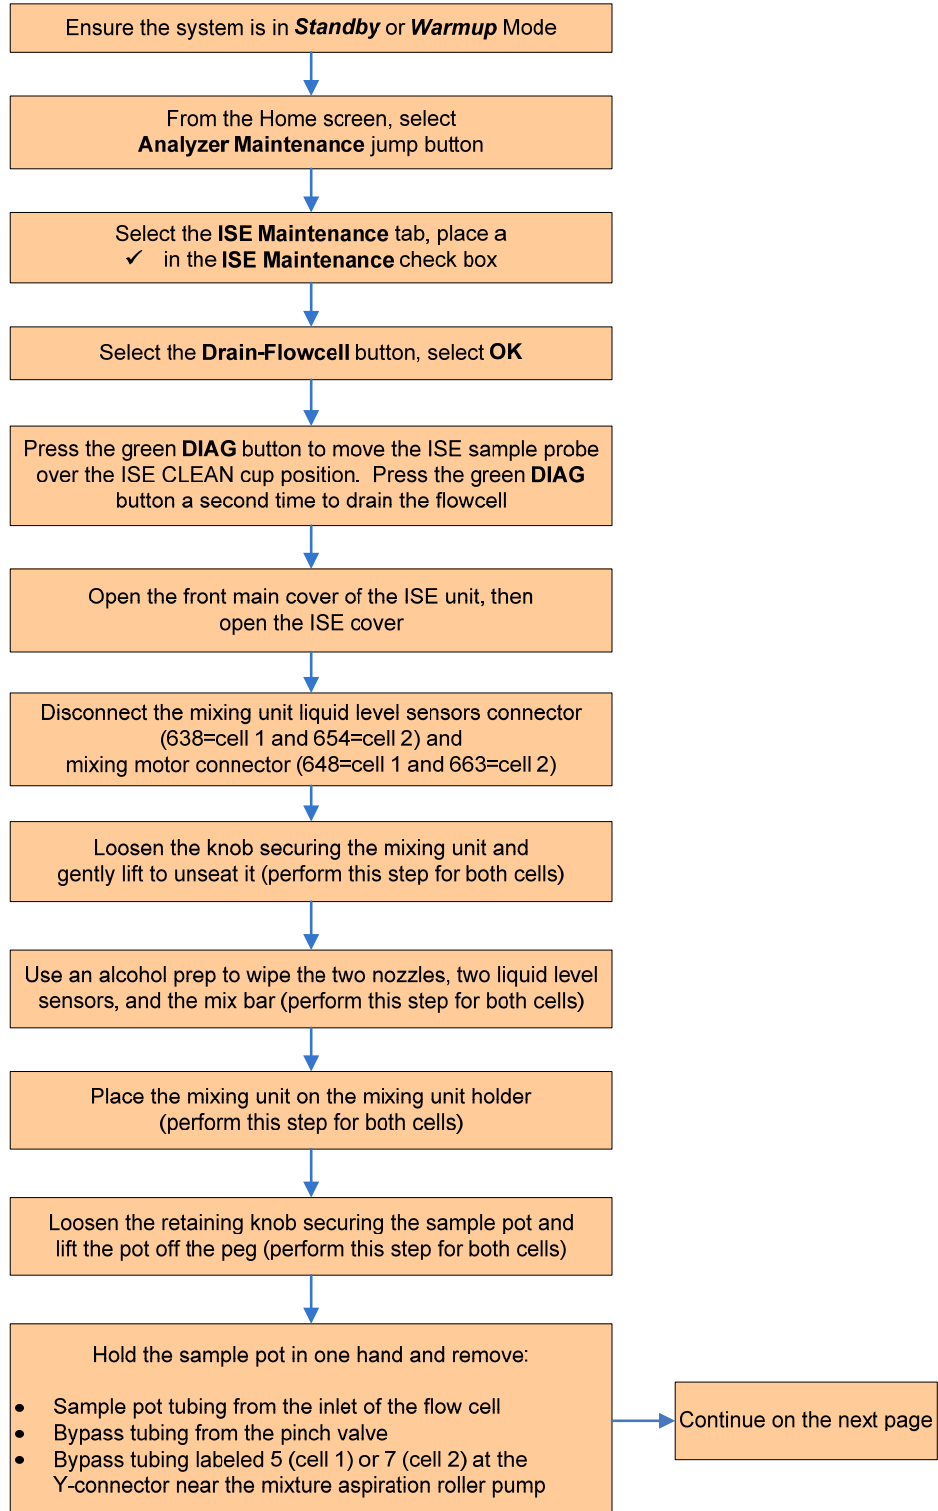 Ensure the system is in Standby or Warmup Mode
From the Home screen, select
Analyzer Maintenance jump button
Select the ISE Maintenance tab, place a
✓ in the ISE Maintenance check box
Select the Drain-Flowcell button, select OK
Press the green DIAG button to move the ISE sample probe
over the ISE CLEAN cup position. Press the green DIAG
button a second time to drain the flowcell
Open the front main cover of the ISE unit, then
open the ISE cover
Disconnect the mixing unit liquid level sensors connector
(638=cell 1 and 654=cell 2) and
mixing motor connector (648=cell 1 and 663=cell 2)
Loosen the knob securing the mixing unit and
gently lift to unseat it (perform this step for both cells)
Use an alcohol prep to wipe the two nozzles, two liquid level
sensors, and the mix bar (perform this step for both cells)
Place the mixing unit on the mixing unit holder
(perform this step for both cells)
Loosen the retaining knob securing the sample pot and
lift the pot off the peg (perform this step for both cells)
Hold the sample pot in one hand and remove:
• Sample pot tubing from the inlet of the flow cell
• Bypass tubing from the pinch valve
• Bypass tubing labeled 5 (cell 1) or 7 (cell 2) at the
Y-connector near the mixture aspiration roller pump
Continue on the next page